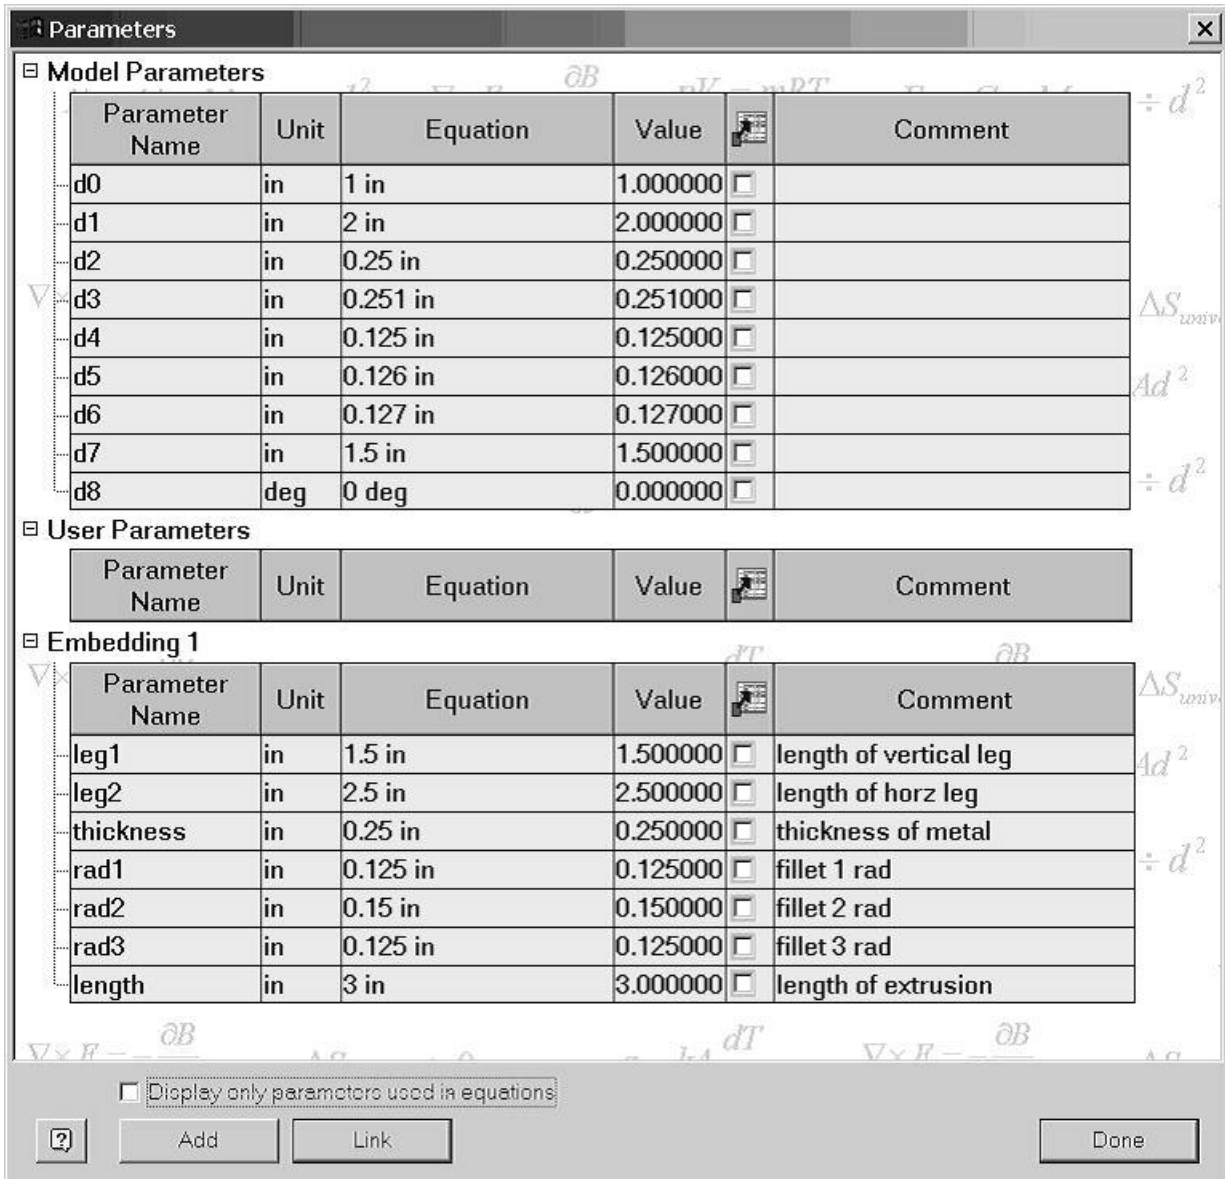 Parameters
Model Parameters
Parameter Name Unit Equation Value Comment
d0 in 1 in 1.000000
d1 in 2 in 2.000000
d2 in 0.25 in 0.250000
d3 in 0.251 in 0.251000
d4 in 0.125 in 0.125000
d5 in 0.126 in 0.126000
d6 in 0.127 in 0.127000
d7 in 1.5 in 1.500000
d8 deg 0 deg 0.000000
User Parameters
Parameter Name Unit Equation Value Comment
Embedding 1
Parameter Name Unit Equation Value Comment
leg1 in 1.5 in 1.500000 length of vertical leg
leg2 in 2.5 in 2.500000 length of horz leg
thickness in 0.25 in 0.250000 thickness of metal
rad1 in 0.125 in 0.125000 fillet 1 rad
rad2 in 0.15 in 0.150000 fillet 2 rad
rad3 in 0.125 in 0.125000 fillet 3 rad
length in 3 in 3.000000 length of extrusion
Display only parameters used in equations
Add Link Done